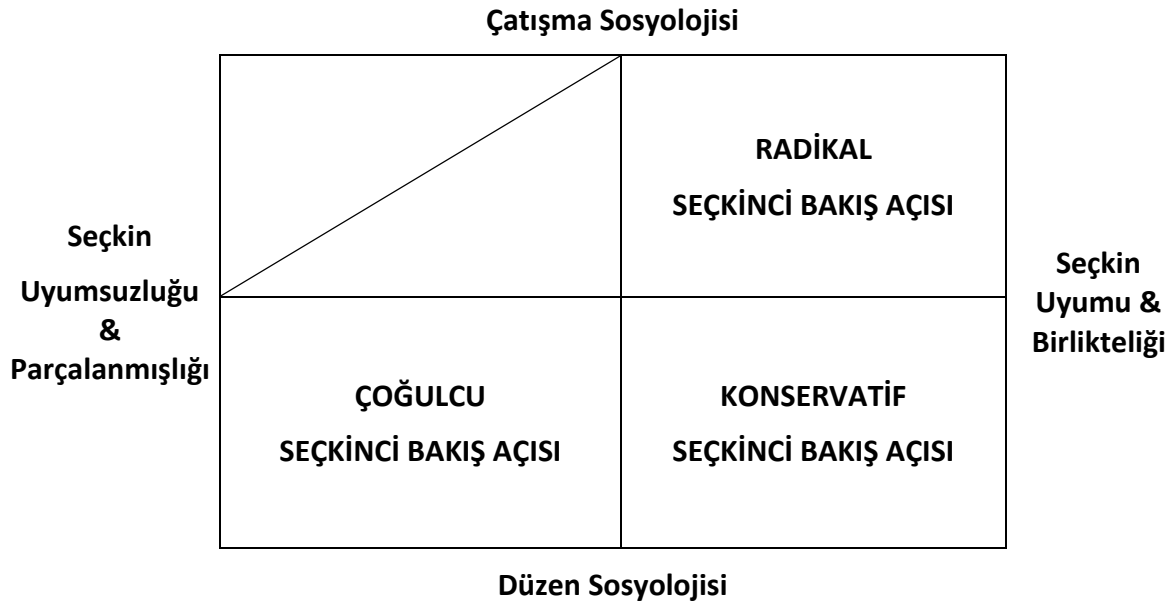 Çatışma Sosyolojisi
RADİKAL
SEÇKİNCİ BAKIŞ AÇISI
Seçkin
Uyumsuzluğu
&
Parçalanmışlığı
Seçkin
Uyumu &
Birlikteliği
ÇOĞULCU
SEÇKİNCİ BAKIŞ AÇISI
KONSERVATİF
SEÇKİNCİ BAKIŞ AÇISI
Düzen Sosyolojisi